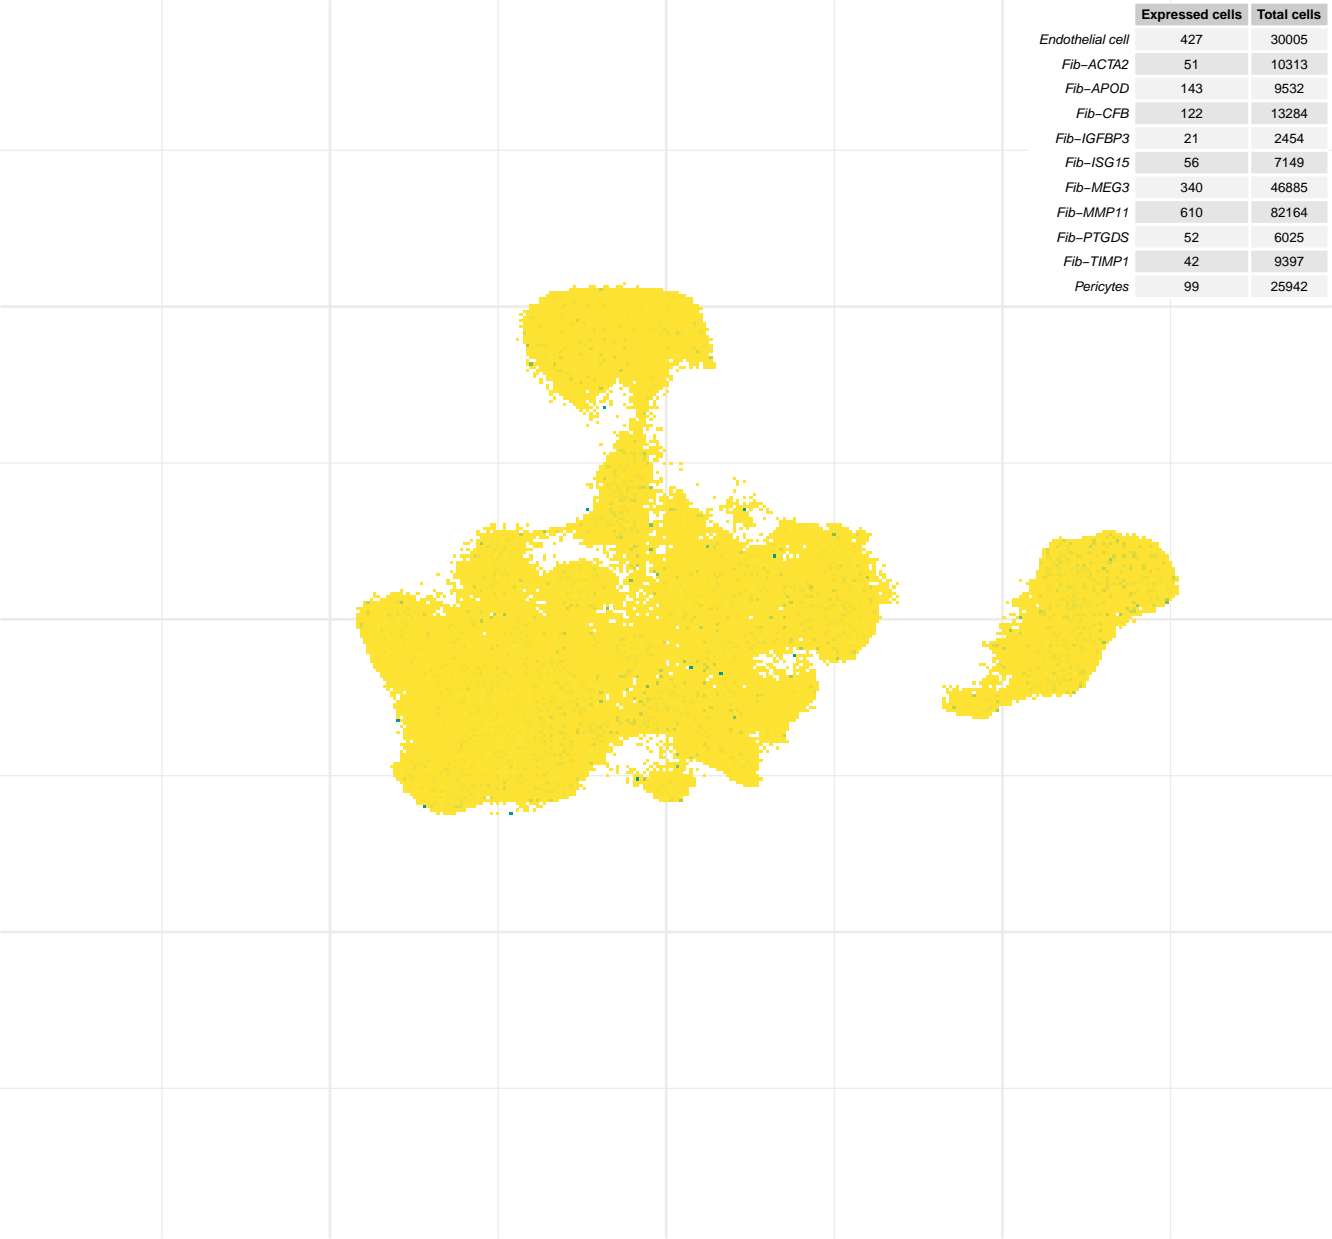 Expressed cells Total cells
Endothelial cell 427 30005
Fib−ACTA2 51 10313
Fib−APOD 143 9532
Fib−CFB 122 13284
Fib−IGFBP3 21 2454
Fib−ISG15 56 7149
Fib−MEG3 340 46885
Fib−MMP11 610 82164
Fib−PTGDS 52 6025
Fib−TIMP1 42 9397
Pericytes 99 25942